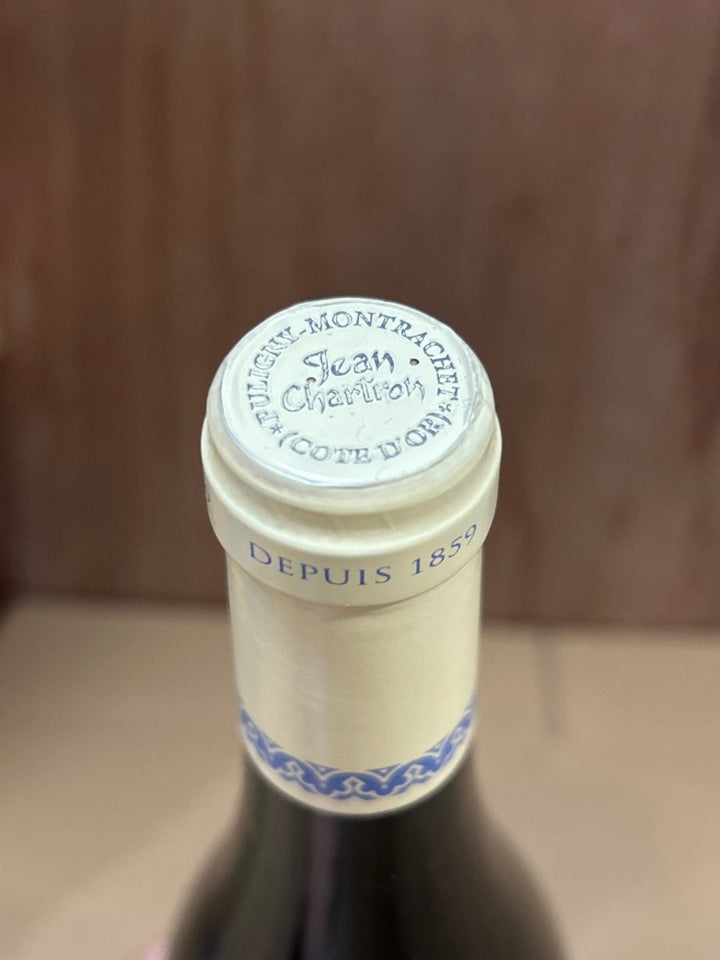 PULIGNY-MONTRACHET
Jean
Chartron
*(COTE D'OR)*
DEPUIS 1859